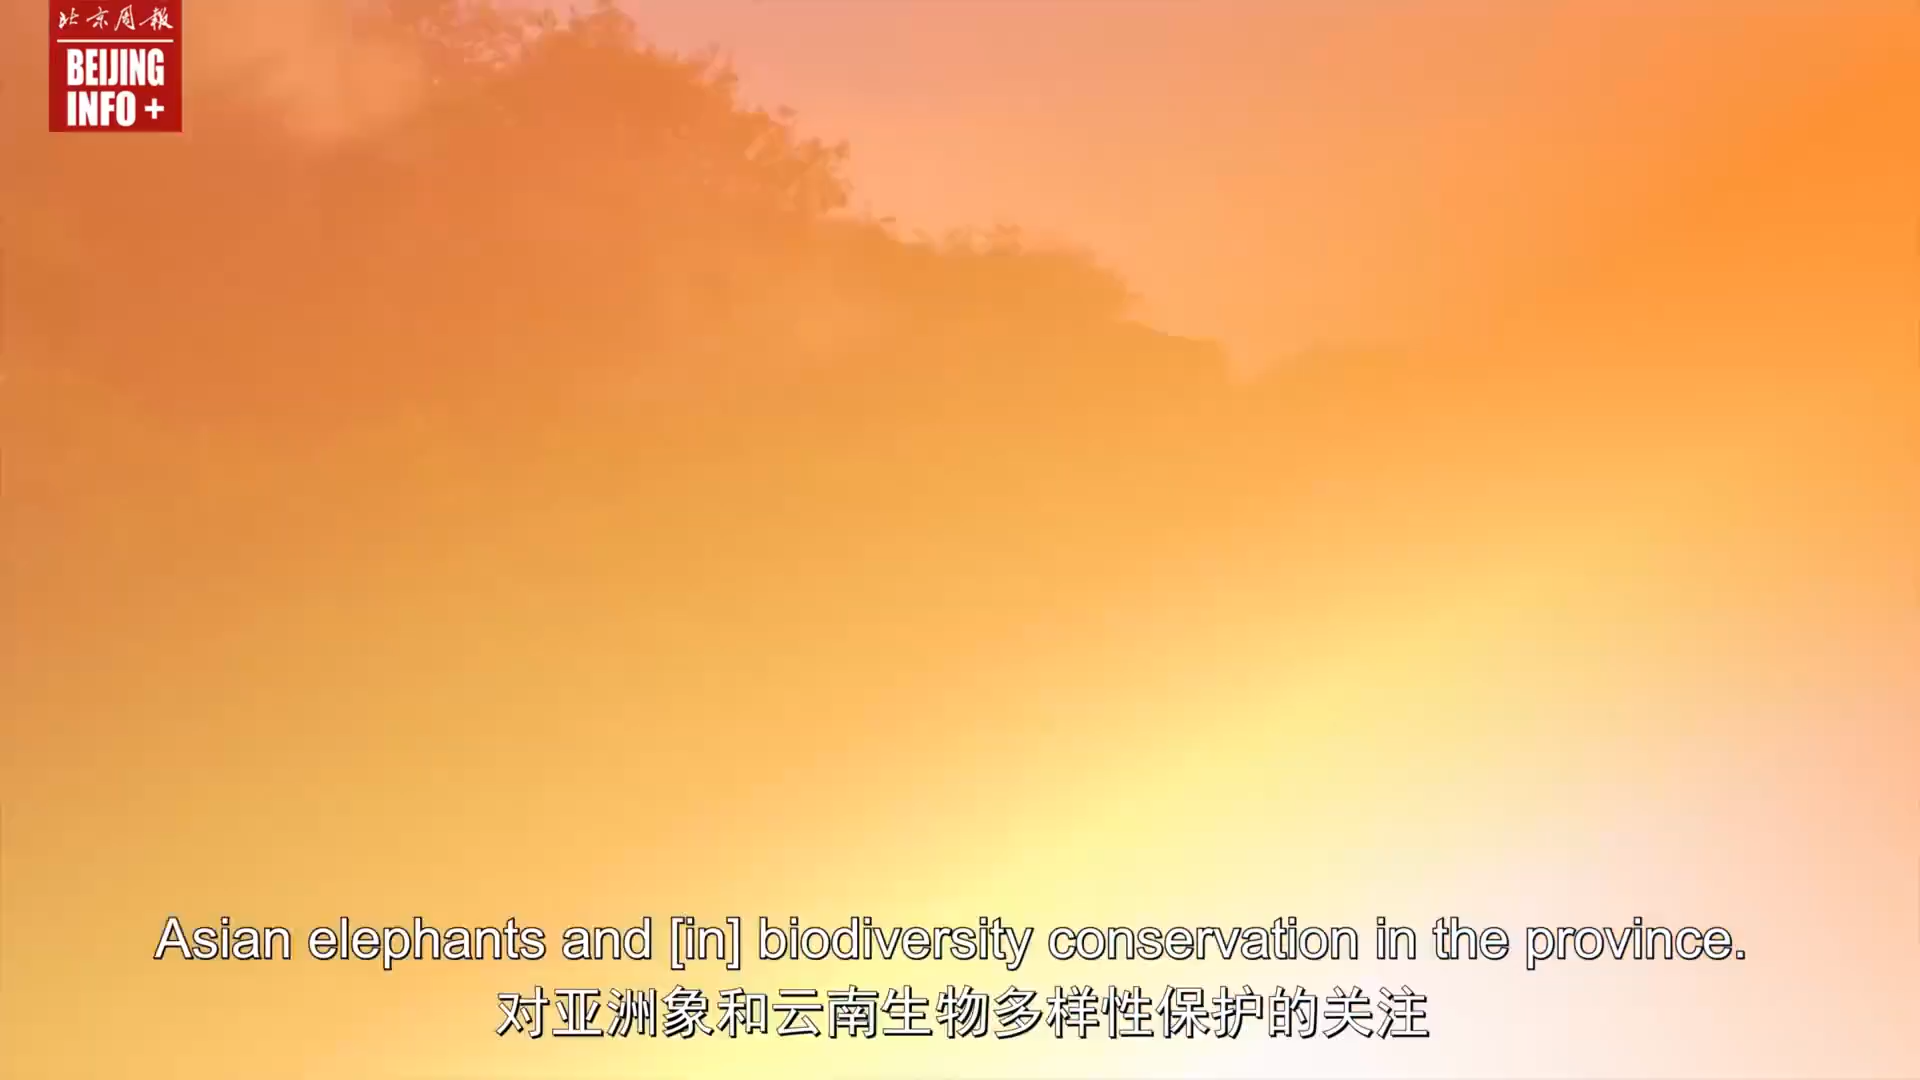 北京周報
BEIJING
INFO +
Asian elephants and [in] biodiversity conservation in the province.
对亚洲象和云南生物多样性保护的关注